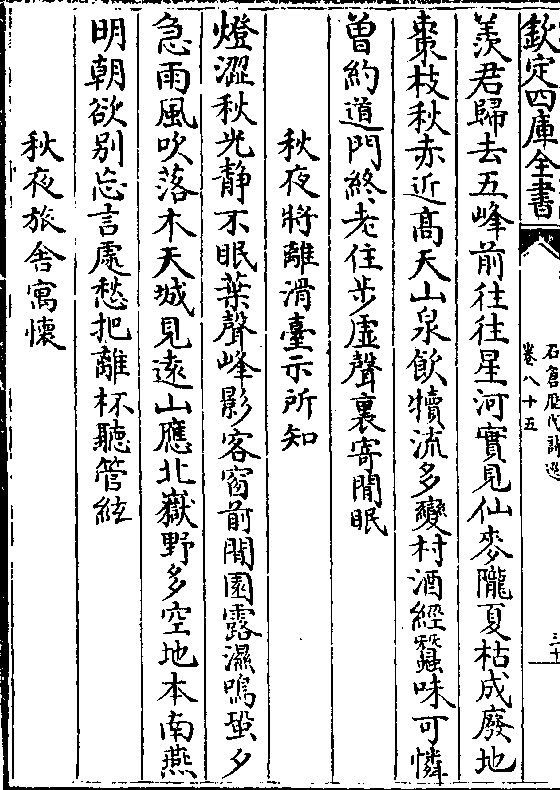 欽定四庫全書
石倉歷代詩選
卷八十五
三十
羨君歸去五峰前往往星河實見仙麥隴夏枯成廢地
棗枝秋赤近高天山泉飲犢流多變村酒經蠶味可憐
曾約道門終老住步虛聲裏寄閒眠
秋夜將離滑臺示所知
燈澀秋光靜不眠葉聲峰影客窗前閒園露濕鳴蛩夕
急雨風吹落木天城見遠山應北嶽野多空地本南燕
明朝欲别忘言處愁把離杯聽管絃
秋夜旅舍寓懷